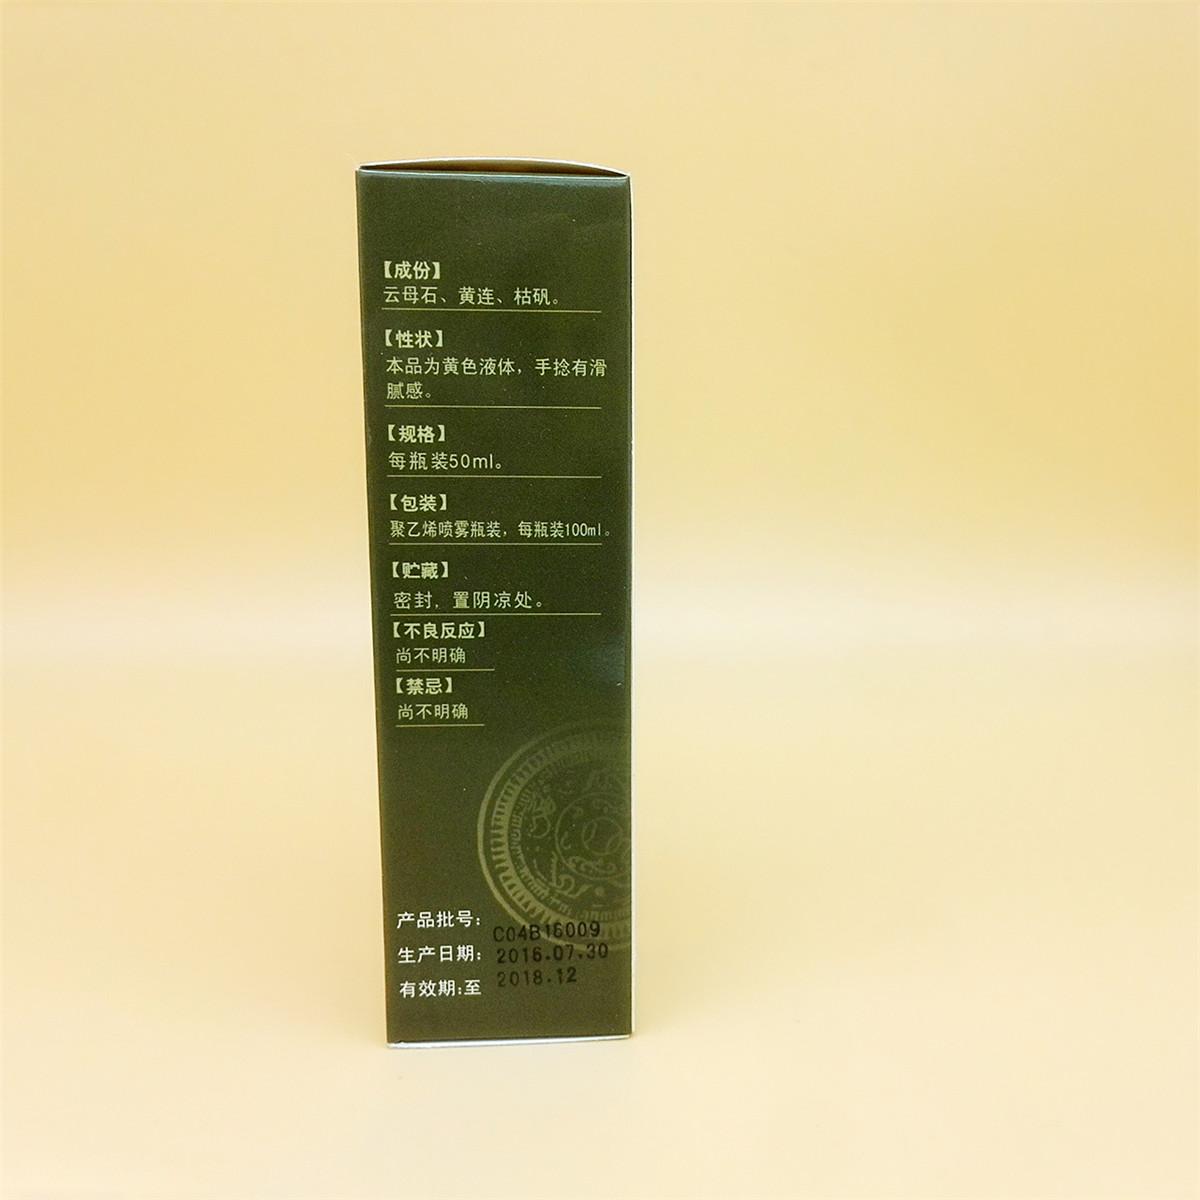 【成份】
云母石、黄连、枯矾。
【性状】
本品为黄色液体，手捻有滑
腻感。
【规格】
每瓶装50ml。
【包装】
聚乙烯喷雾瓶装，每瓶装100ml。
【贮藏】
密封，置阴凉处。
【不良反应】
尚不明确
【禁忌】
尚不明确
产品批号：C04B16009
生产日期：2016.07.30
有效期:至 2018.12